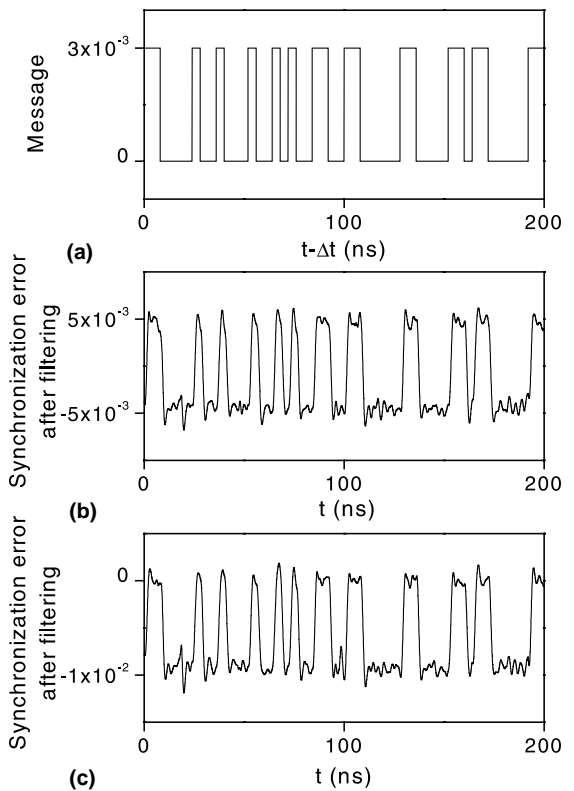 3x10⁻³
Message
0
0
100
200
(a)
t-Δt (ns)
Synchronization error
after filtering
5x10⁻³
-5x10⁻³
0
100
200
(b)
t (ns)
Synchronization error
after filtering
0
-1x10⁻²
0
100
200
(c)
t (ns)